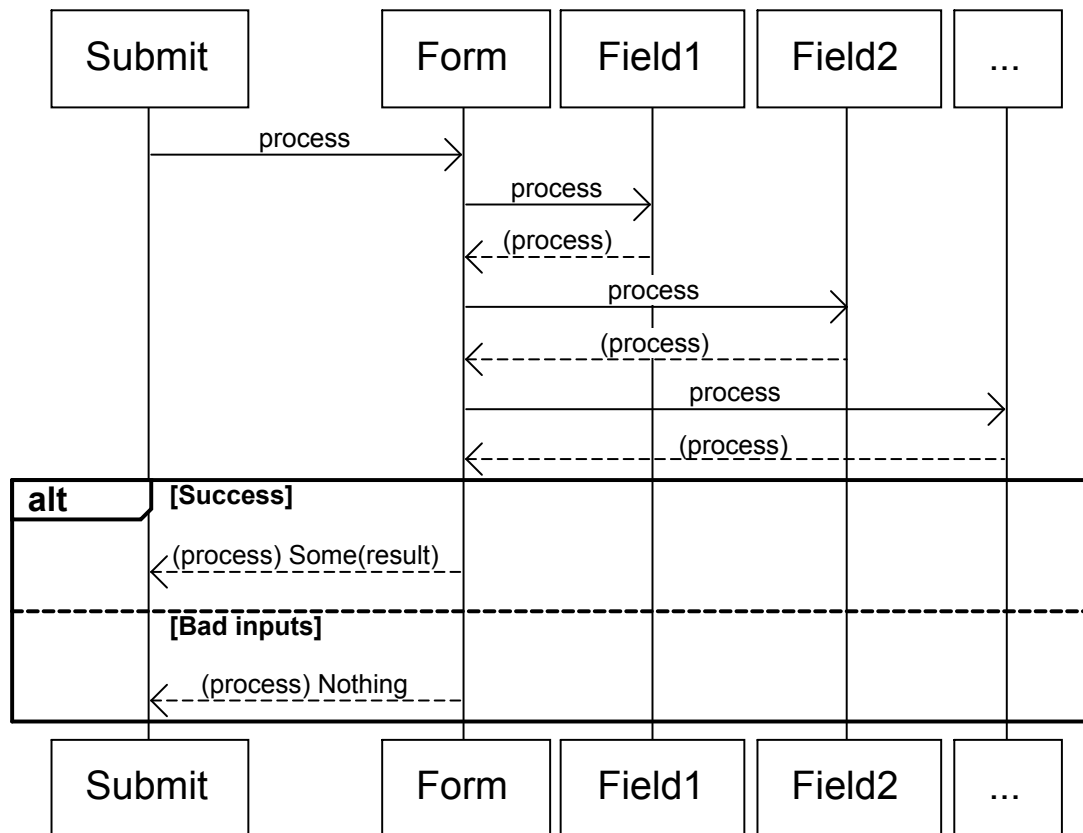 Submit Form Field1 Field2 ...
process
process
(process)
process
(process)
process
(process)
alt [Success]
(process) Some(result)
[Bad inputs]
(process) Nothing
Submit Form Field1 Field2 ...